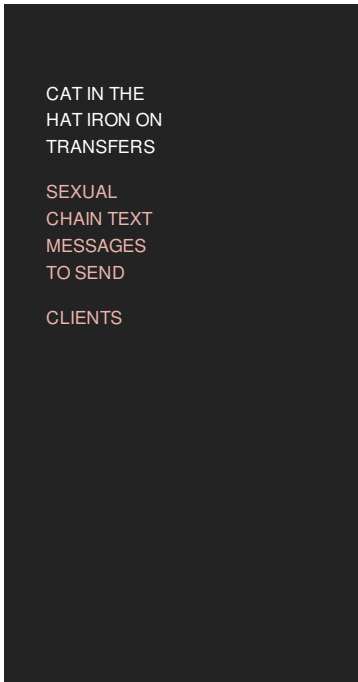 CAT IN THE
HAT IRON ON
TRANSFERS
SEXUAL
CHAIN TEXT
MESSAGES
TO SEND
CLIENTS